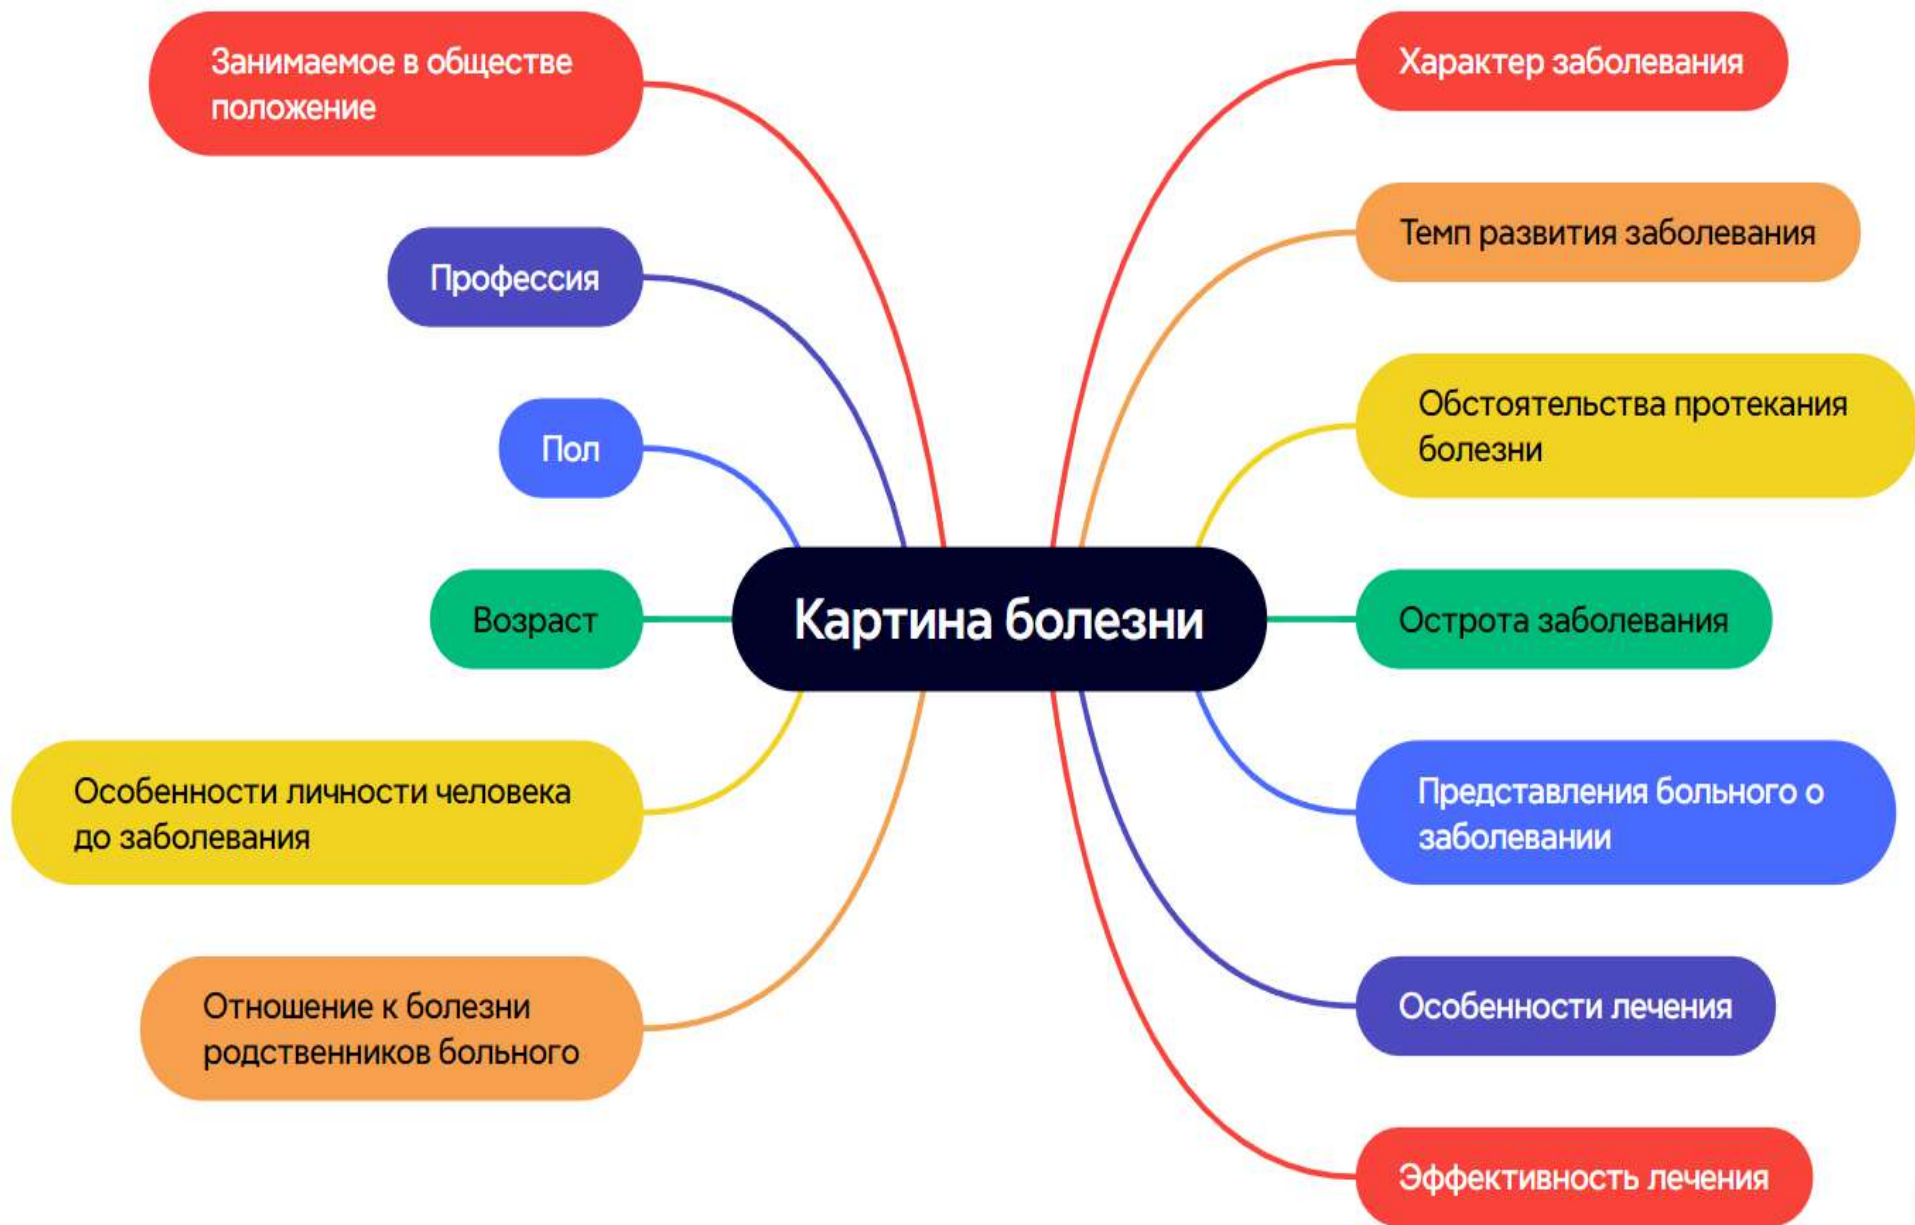 Занимаемое в обществе
положение
Профессия
Пол
Возраст
Особенности личности человека
до заболевания
Отношение к болезни
родственников больного
Картина болезни
Характер заболевания
Темп развития заболевания
Обстоятельства протекания
болезни
Острота заболевания
Представления больного о
заболевании
Особенности лечения
Эффективность лечения